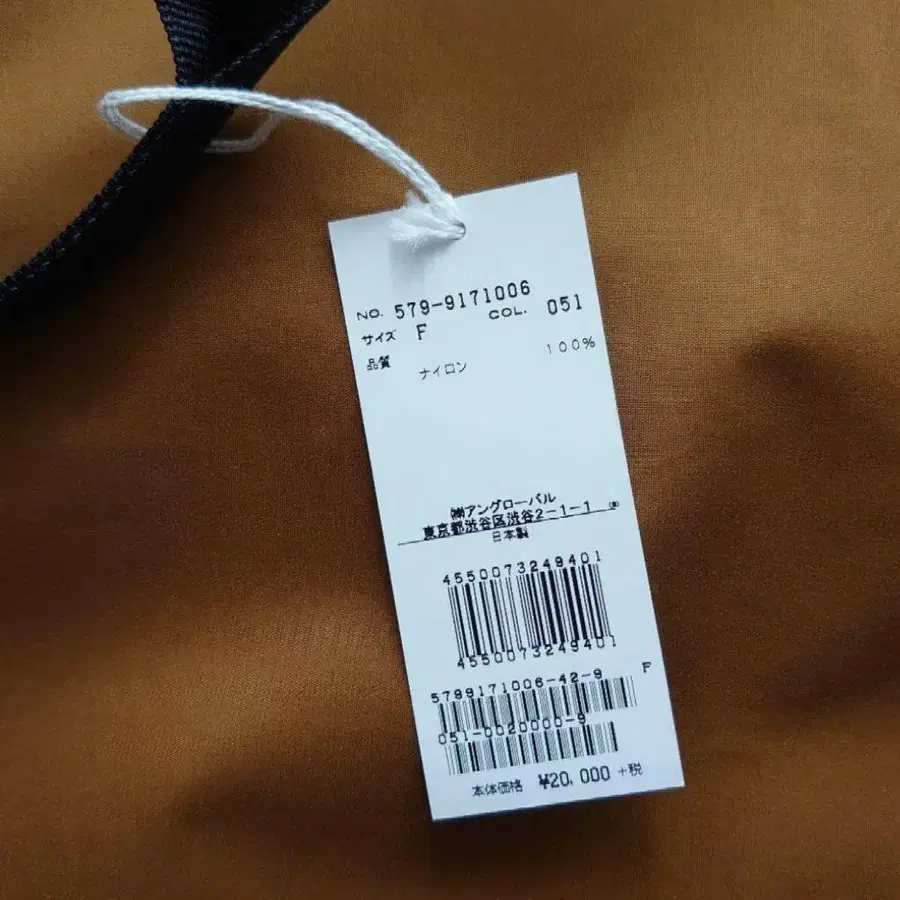 NO. 579-9171006 COL. 051
サイズ F
品質 ナイロン 100%
㈱アングローバル
東京都渋谷区渋谷2-1-1
日本製
4550073249401
4550073249401
5799171006-42-9 F
051-0020000-9
本体価格 ¥20,000 +税